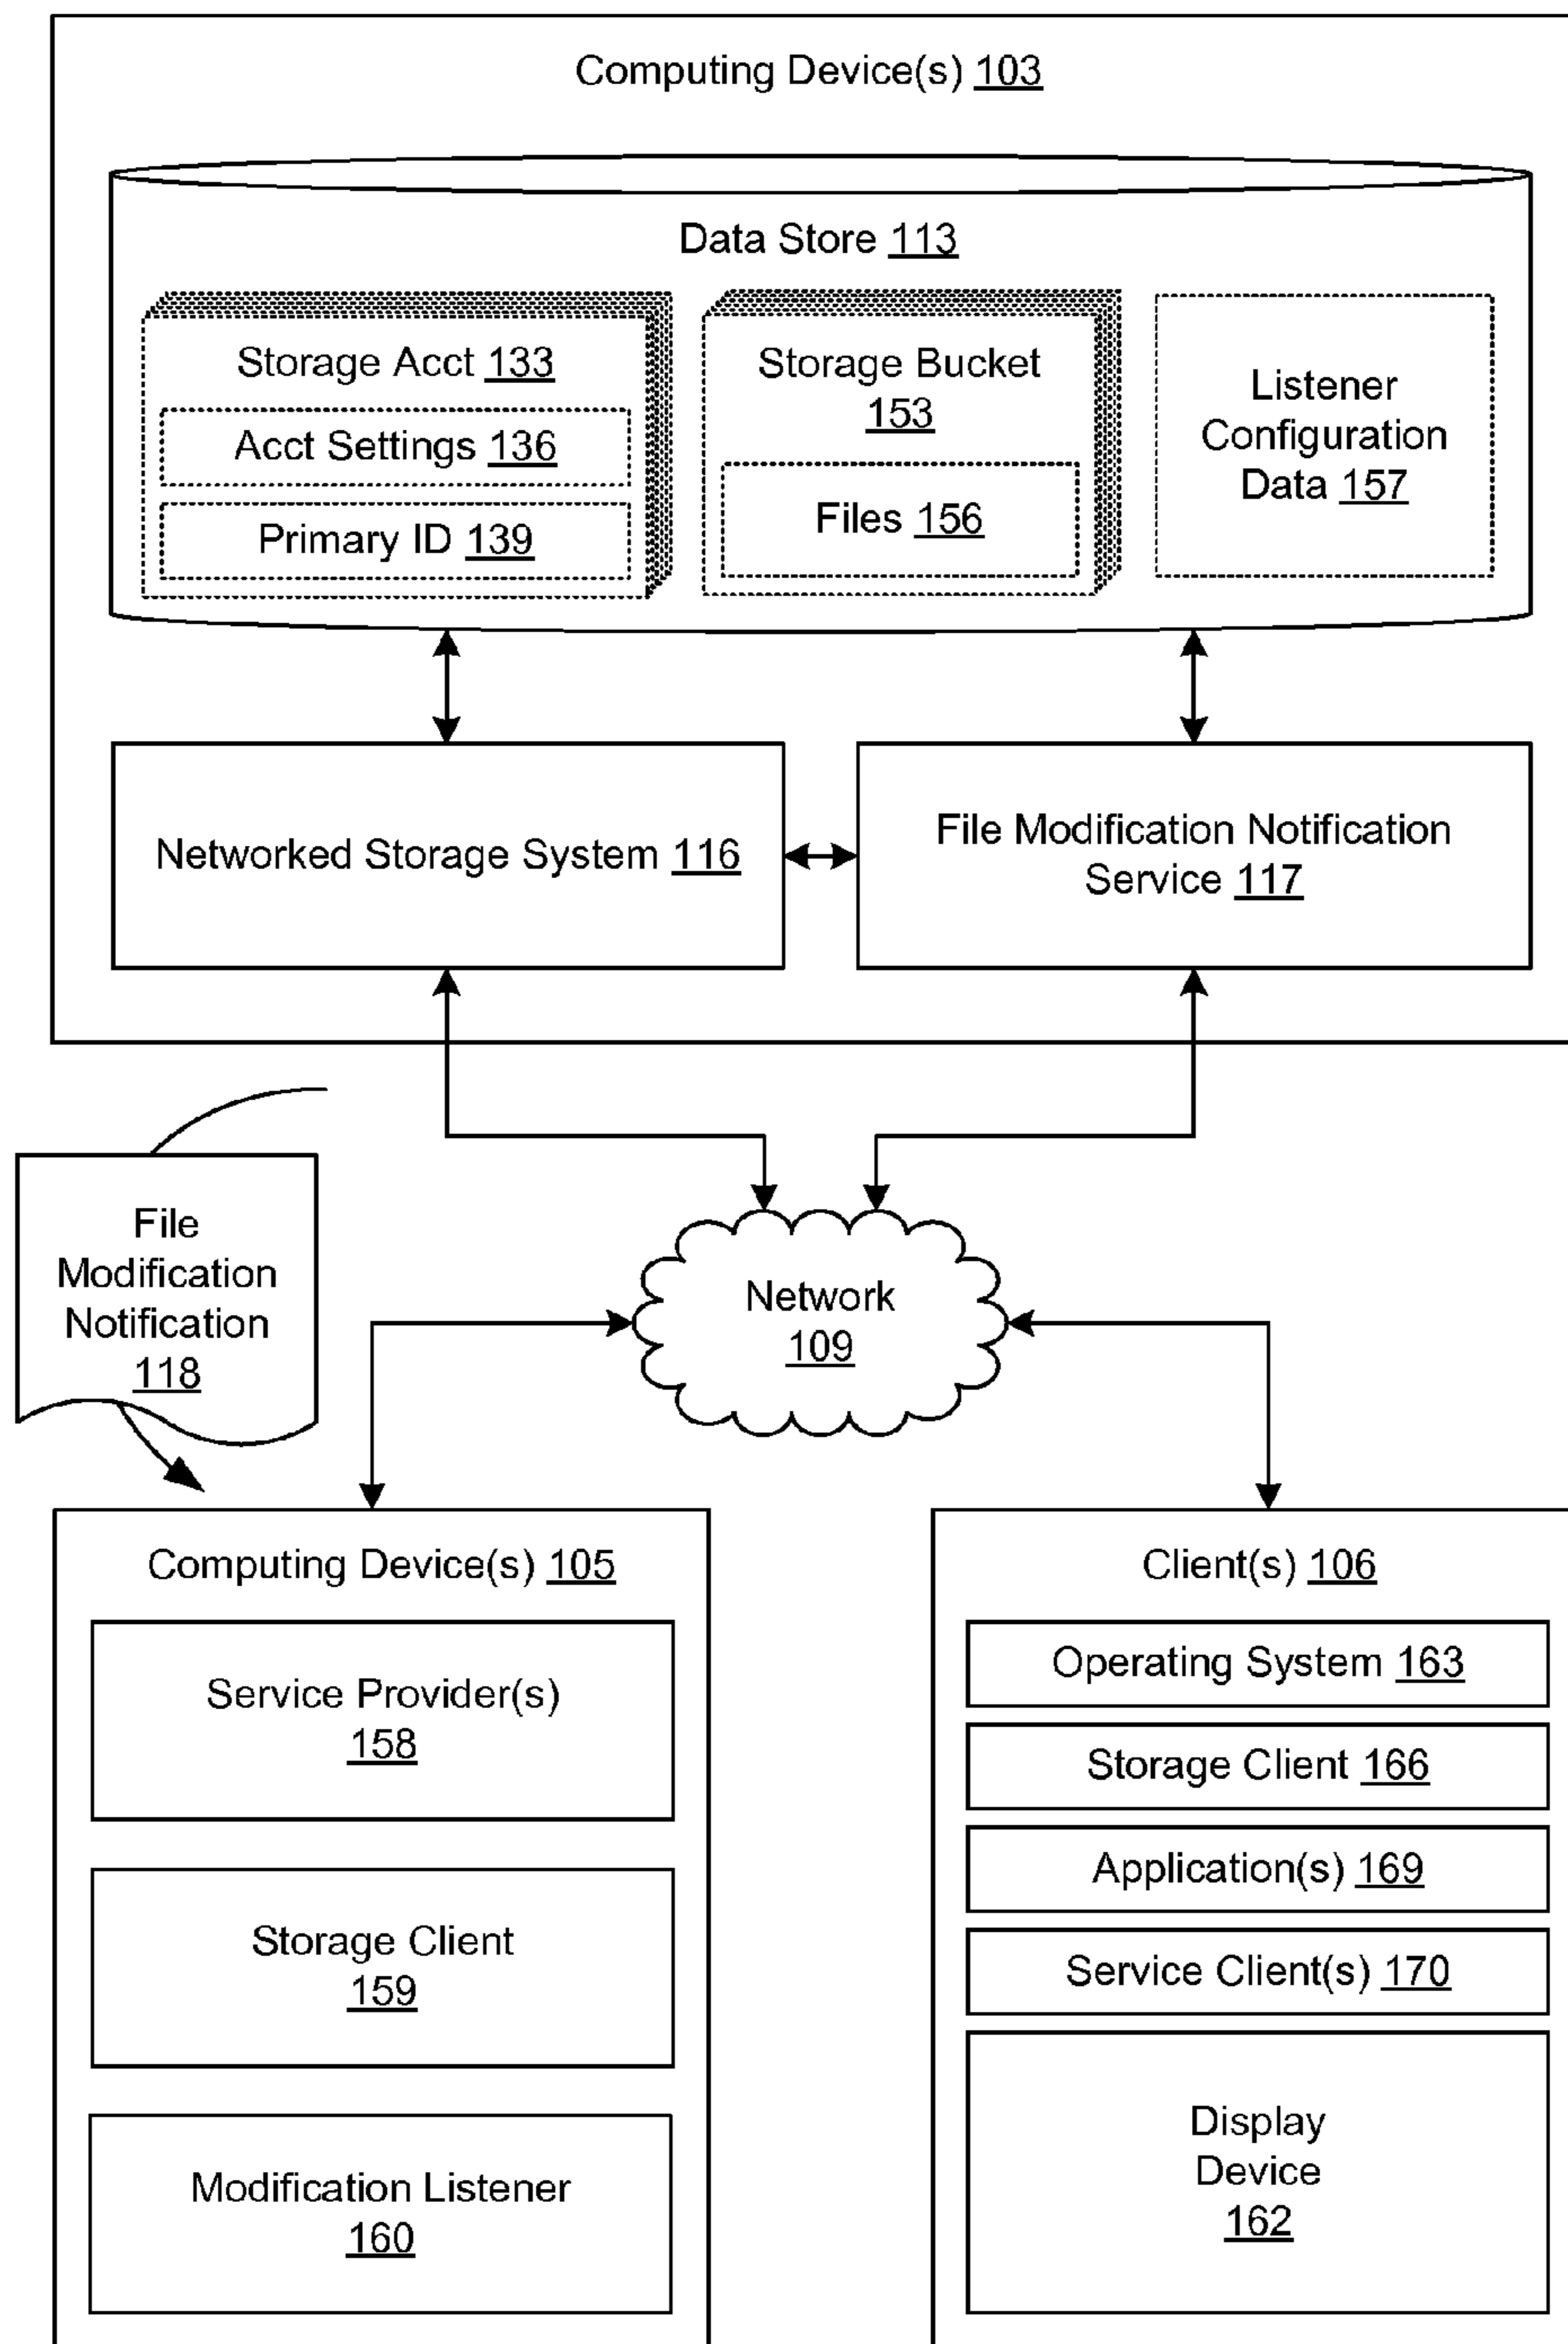 Computing Device(s) 103
Data Store 113
Storage Acct 133
Acct Settings 136
Primary ID 139
Storage Bucket
153
Files 156
Listener
Configuration
Data 157
Networked Storage System 116
File Modification Notification
Service 117
File
Modification
Notification
118
Network
109
Computing Device(s) 105
Service Provider(s)
158
Storage Client
159
Modification Listener
160
Client(s) 106
Operating System 163
Storage Client 166
Application(s) 169
Service Client(s) 170
Display
Device
162